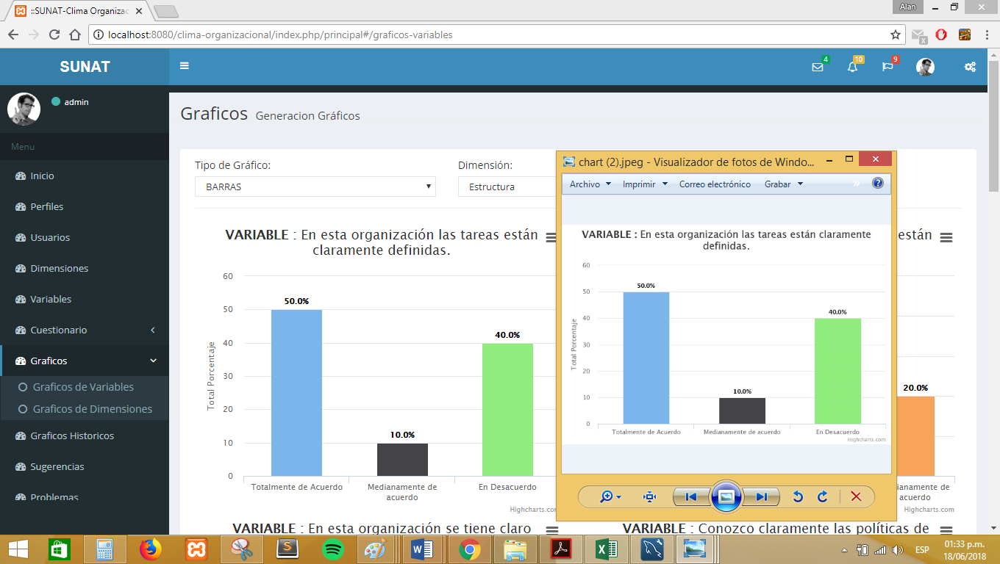 ::SUNAT-Clima Organizac
Alan
localhost:8080/clima-organizacional/index.php/principal#/graficos-variables
SUNAT
4
10
9
admin
Menu
Inicio
Perfiles
Usuarios
Dimensiones
Variables
Cuestionario
Graficos
Graficos de Variables
Graficos de Dimensiones
Graficos Historicos
Sugerencias
Problemas
Graficos Generacion Gráficos
Tipo de Gráfico:
BARRAS
Dimensión:
Estructura
VARIABLE : En esta organización las tareas están
claramente definidas.
60
50
40
30
20
10
0
Total Porcentaje
50.0%
10.0%
40.0%
Totalmente de Acuerdo
Medianamente de
acuerdo
En Desacuerdo
Highcharts.com
VARIABLE : En esta organización se tiene claro
chart (2).jpeg - Visualizador de fotos de Windo...
Archivo
Imprimir
Correo electrónico
Grabar
VARIABLE : En esta organización las tareas están claramente
definidas.
60
50
40
30
20
10
0
Total Porcentaje
50.0%
10.0%
40.0%
Totalmente de Acuerdo
Medianamente de acuerdo
En Desacuerdo
Highcharts.com
están
20.0%
ianamente de
acuerdo
Highcharts.com
VARIABLE : Conozco claramente las políticas de
ESP
01:33 p.m.
18/06/2018